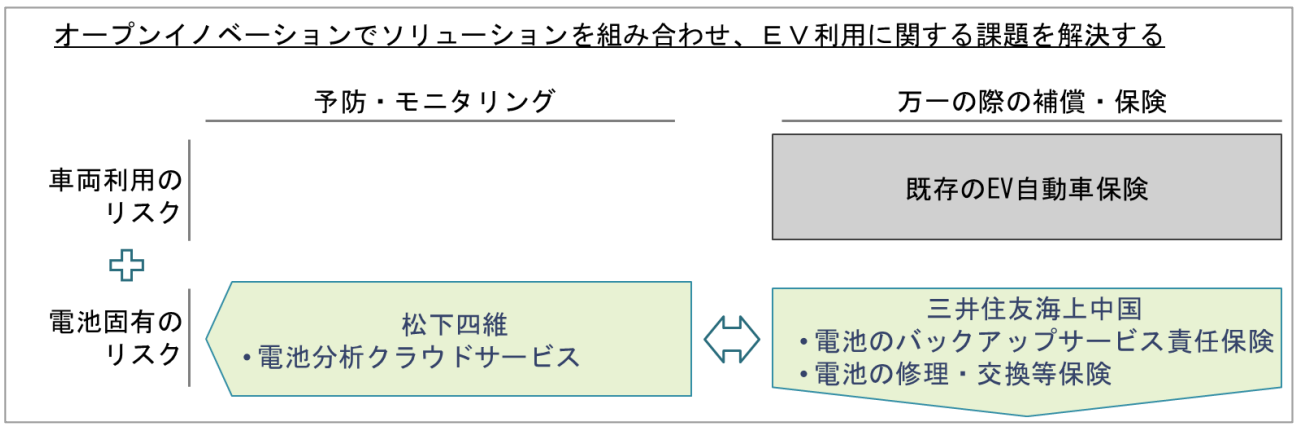 オープンイノベーションでソリューションを組み合わせ、ＥＶ利用に関する課題を解決する
予防・モニタリング
万一の際の補償・保険
車両利用の
リスク
既存のEV自動車保険
電池固有の
リスク
松下四維
•電池分析クラウドサービス
三井住友海上中国
•電池のバックアップサービス責任保険
•電池の修理・交換等保険